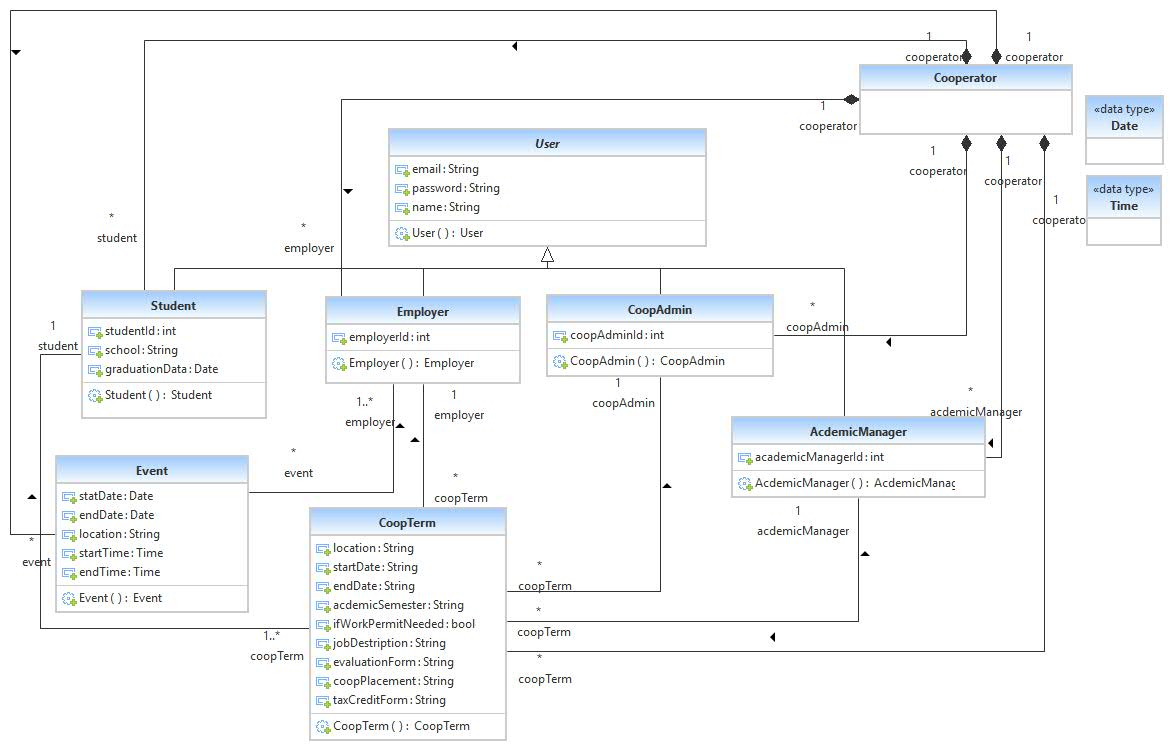 1
cooperator
1
cooperator
Cooperator
1
cooperator
«data type»
Date
«data type»
Time
1
cooperator
1
cooperator
1
cooperator
User
email : String
password : String
name : String
User ( ) : User
*
student
*
employer
Student
studentId : int
school : String
graduationData : Date
Student ( ) : Student
1
student
Employer
employerId : int
Employer ( ) : Employer
CoopAdmin
coopAdminId : int
CoopAdmin ( ) : CoopAdmin
*
coopAdmin
1..*
employer
1
employer
1
coopAdmin
*
acdemicManager
AcdemicManager
academicManagerId : int
AcdemicManager ( ) : AcdemicManag
1
acdemicManager
*
event
Event
statDate : Date
endDate : Date
location : String
startTime : Time
endTime : Time
Event ( ) : Event
*
event
*
coopTerm
CoopTerm
location : String
startDate : String
endDate : String
acdemicSemester : String
ifWorkPermitNeeded : bool
jobDestription : String
evaluationForm : String
coopPlacement : String
taxCreditForm : String
CoopTerm ( ) : CoopTerm
*
coopTerm
*
coopTerm
*
coopTerm
1..*
coopTerm